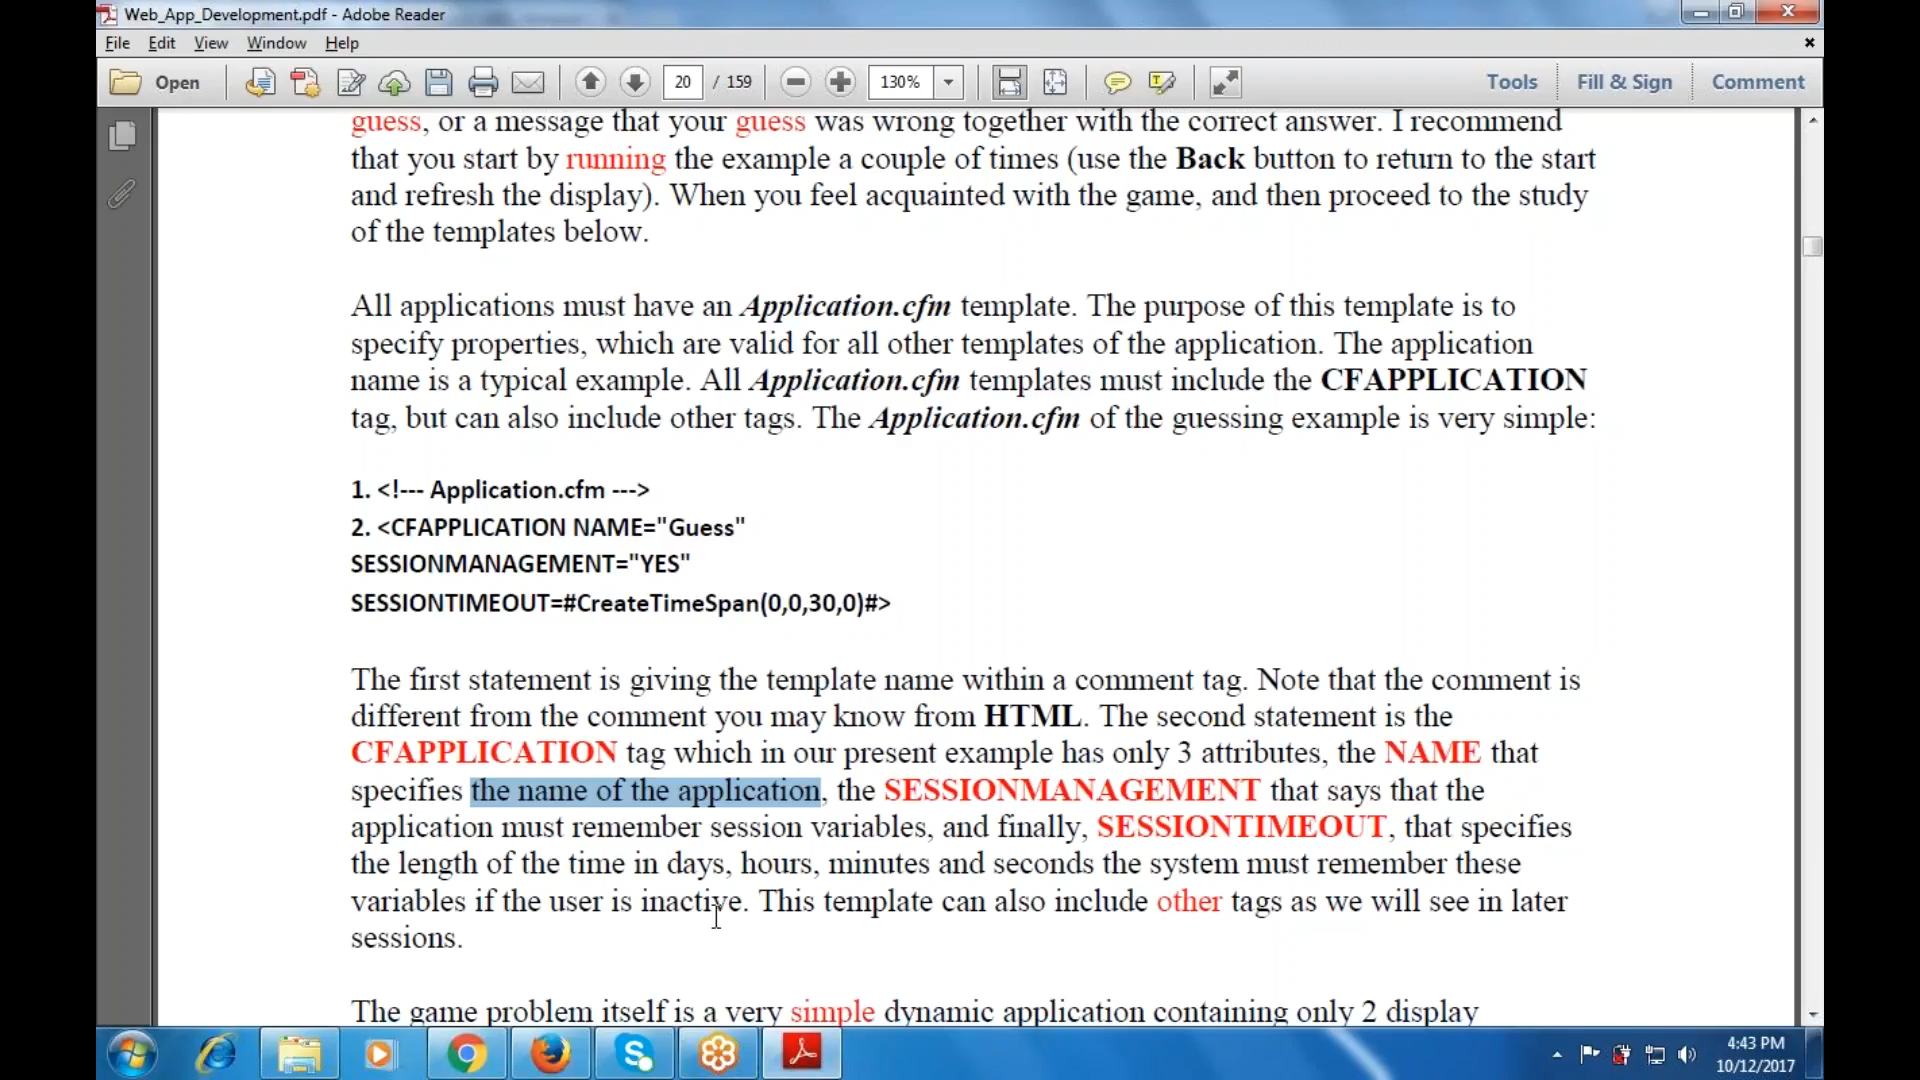 Web_App_Development.pdf - Adobe Reader
File Edit View Window Help
Open 20 / 159 130% Tools Fill & Sign Comment
guess, or a message that your guess was wrong together with the correct answer. I recommend
that you start by running the example a couple of times (use the Back button to return to the start
and refresh the display). When you feel acquainted with the game, and then proceed to the study
of the templates below.
All applications must have an Application.cfm template. The purpose of this template is to
specify properties, which are valid for all other templates of the application. The application
name is a typical example. All Application.cfm templates must include the CFAPPLICATION
tag, but can also include other tags. The Application.cfm of the guessing example is very simple:
1. <!--- Application.cfm --->
2. <CFAPPLICATION NAME="Guess"
SESSIONMANAGEMENT="YES"
SESSIONTIMEOUT=#CreateTimeSpan(0,0,30,0)#>
The first statement is giving the template name within a comment tag. Note that the comment is
different from the comment you may know from HTML. The second statement is the
CFAPPLICATION tag which in our present example has only 3 attributes, the NAME that
specifies the name of the application, the SESSIONMANAGEMENT that says that the
application must remember session variables, and finally, SESSIONTIMEOUT, that specifies
the length of the time in days, hours, minutes and seconds the system must remember these
variables if the user is inactive. This template can also include other tags as we will see in later
sessions.
The game problem itself is a very simple dynamic application containing only 2 display
4:43 PM
10/12/2017